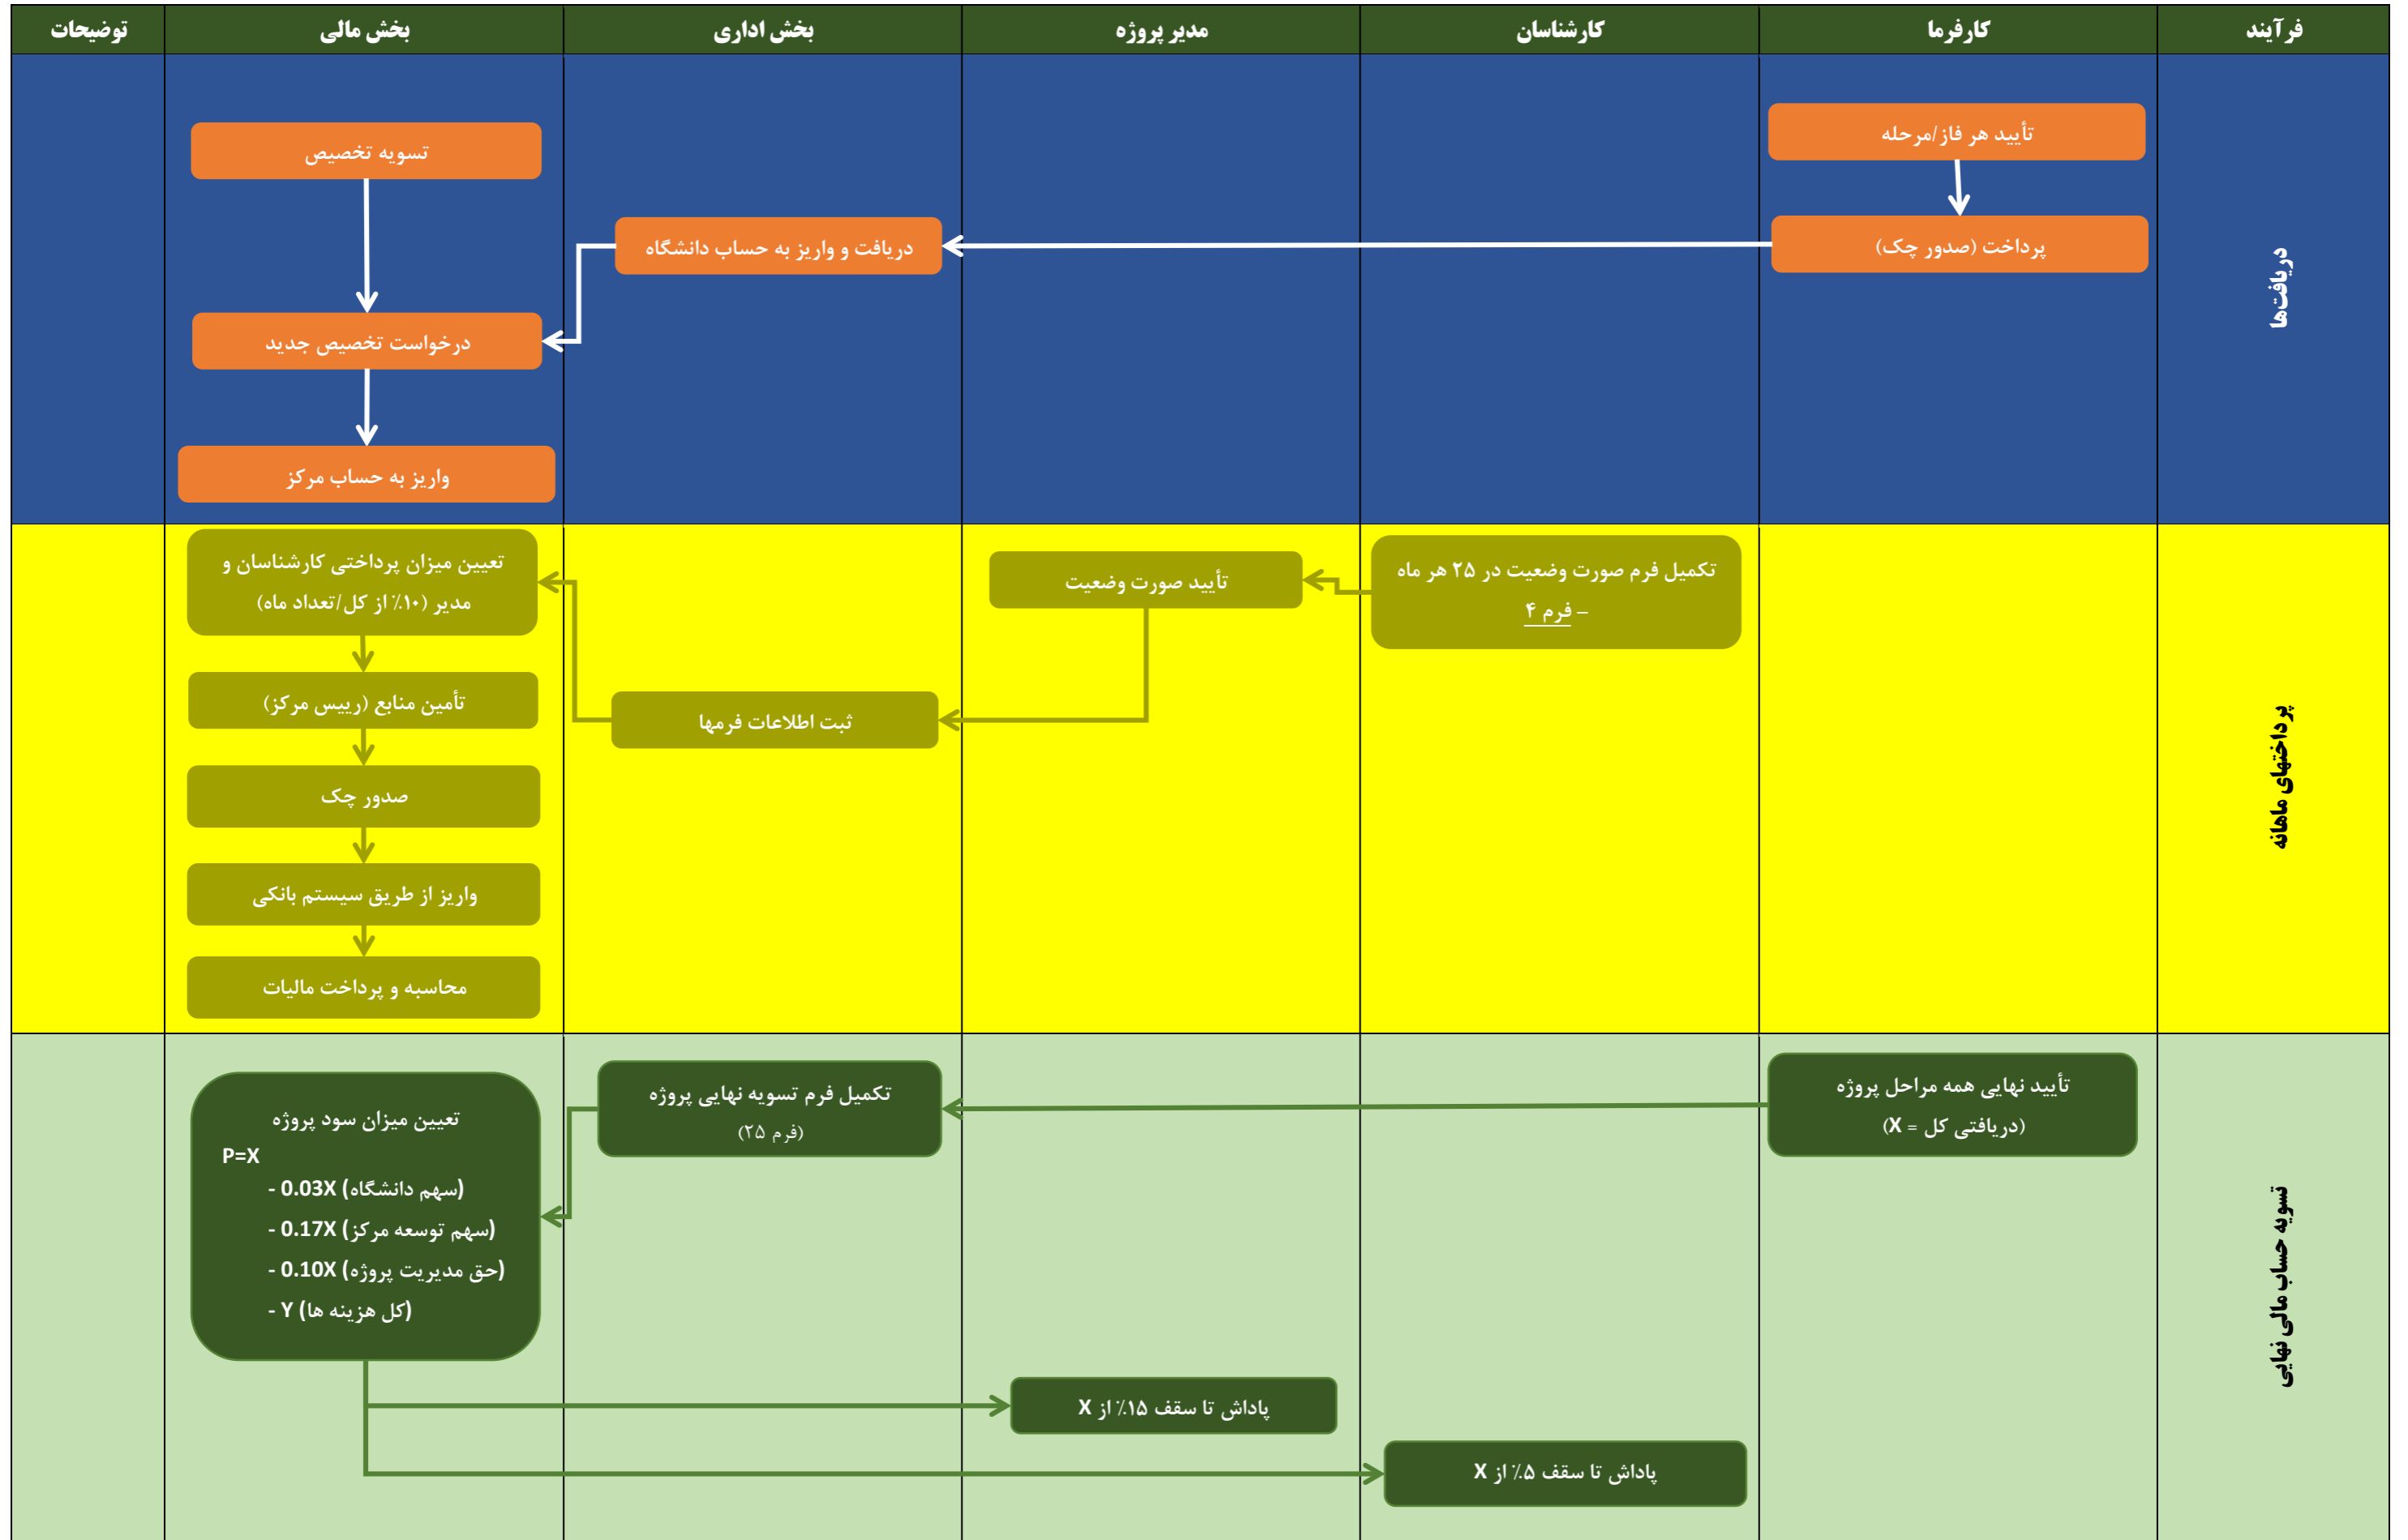 فرآیند
کارفرما
کارشناسان
مدیر پروژه
بخش اداری
بخش مالی
توضیحات
دریافت‌ها
تأیید هر فاز/مرحله
پرداخت (صدور چک)
دریافت و واریز به حساب دانشگاه
تسویه تخصیص
درخواست تخصیص جدید
واریز به حساب مرکز
پرداختهای ماهانه
تکمیل فرم صورت وضعیت در ۲۵ هر ماه
– فرم ۴
تأیید صورت وضعیت
ثبت اطلاعات فرمها
تعیین میزان پرداختی کارشناسان و
مدیر (۱۰٪ از کل/تعداد ماه)
تأمین منابع (رییس مرکز)
صدور چک
واریز از طریق سیستم بانکی
محاسبه و پرداخت مالیات
تسویه حساب مالی نهایی
تأیید نهایی همه مراحل پروژه
(دریافتی کل = X)
تکمیل فرم تسویه نهایی پروژه
(فرم ۲۵)
تعیین میزان سود پروژه
P=X
- 0.03X (سهم دانشگاه)
- 0.17X (سهم توسعه مرکز)
- 0.10X (حق مدیریت پروژه)
- Y (کل هزینه ها)
پاداش تا سقف ۱۵٪ از X
پاداش تا سقف ۵٪ از X